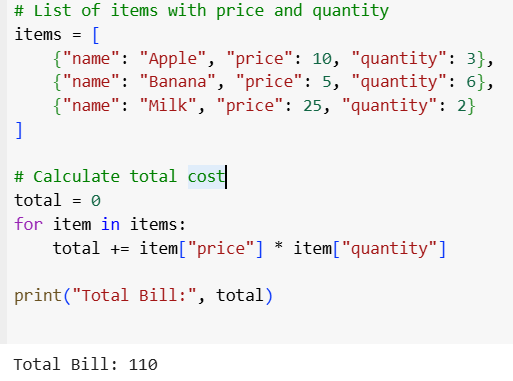 # List of items with price and quantity
items = [
    {"name": "Apple", "price": 10, "quantity": 3},
    {"name": "Banana", "price": 5, "quantity": 6},
    {"name": "Milk", "price": 25, "quantity": 2}
]
# Calculate total cost
total = 0
for item in items:
    total += item["price"] * item["quantity"]
print("Total Bill:", total)
Total Bill: 110